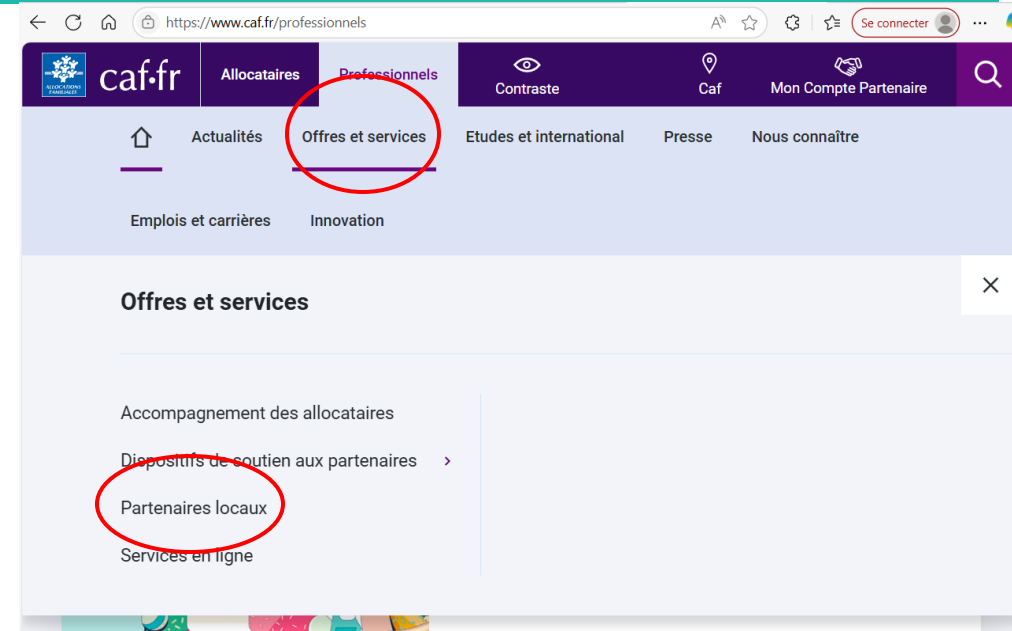 https://www.caf.fr/professionnels
Se connecter
ALLOCATIONS
FAMILIALES
caf.fr
Allocataires
Professionnels
Contraste
Caf
Mon Compte Partenaire
Actualités
Offres et services
Etudes et international
Presse
Nous connaître
Emplois et carrières
Innovation
Offres et services
Accompagnement des allocataires
Dispositifs de soutien aux partenaires
Partenaires locaux
Services en ligne